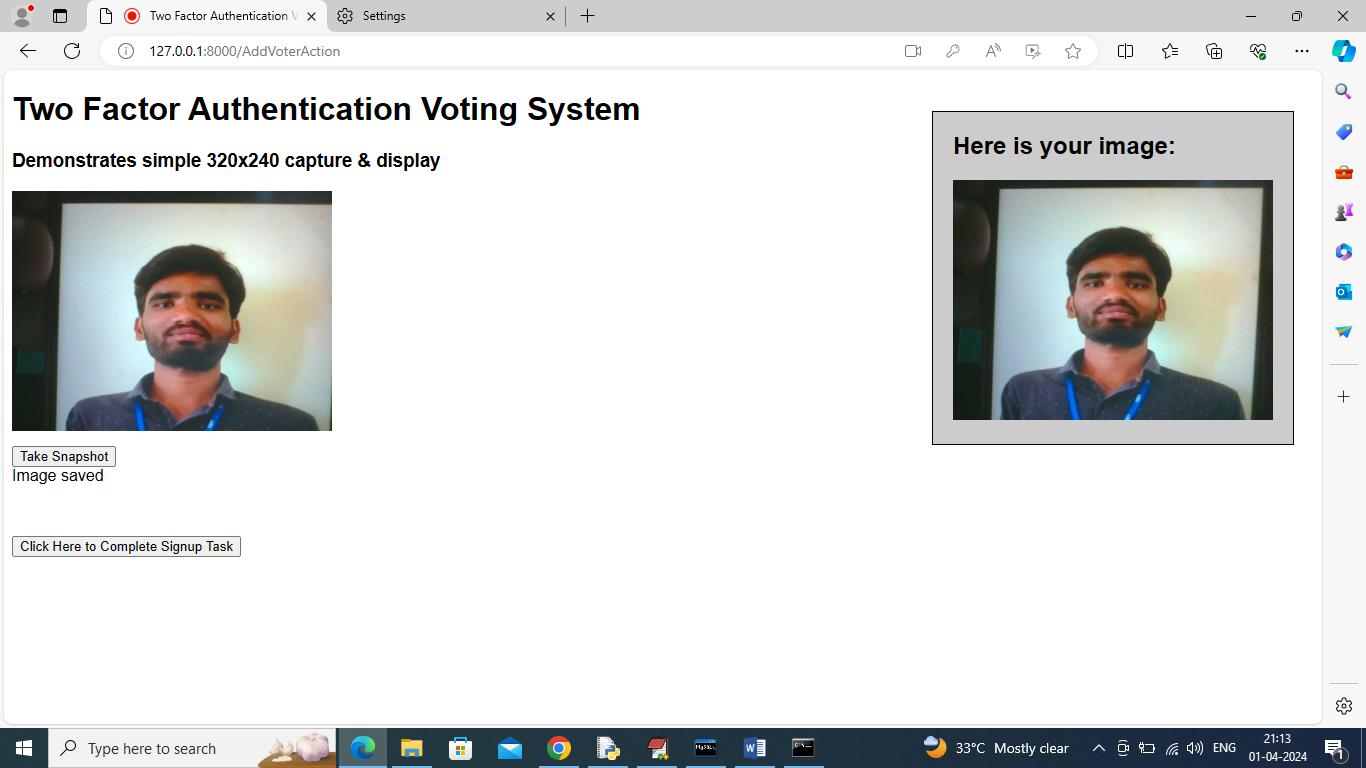 Two Factor Authentication V
Settings
127.0.0.1:8000/AddVoterAction
Two Factor Authentication Voting System
Demonstrates simple 320x240 capture & display
Take Snapshot
Image saved
Click Here to Complete Signup Task
Here is your image:
Type here to search
33°C Mostly clear
ENG
21:13
01-04-2024
1